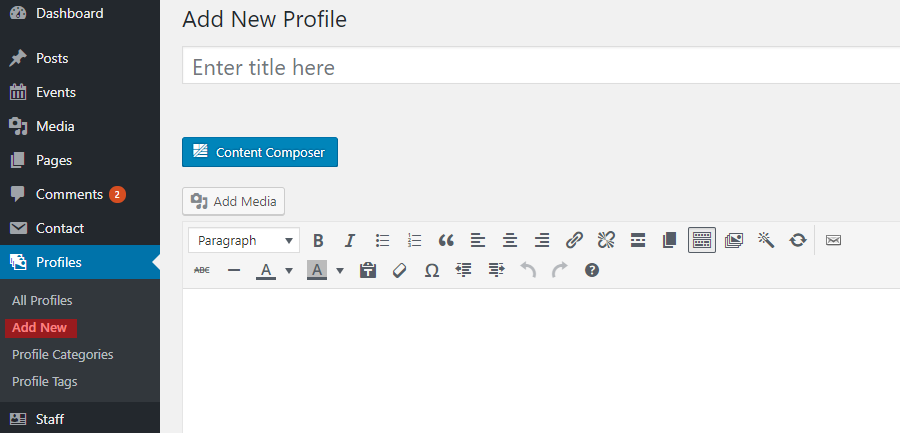 Dashboard
Posts
Events
Media
Pages
Comments 2
Contact
Profiles
All Profiles
Add New
Profile Categories
Profile Tags
Staff
Add New Profile
Enter title here
Content Composer
Add Media
Paragraph B I
ABC A A Ω ?